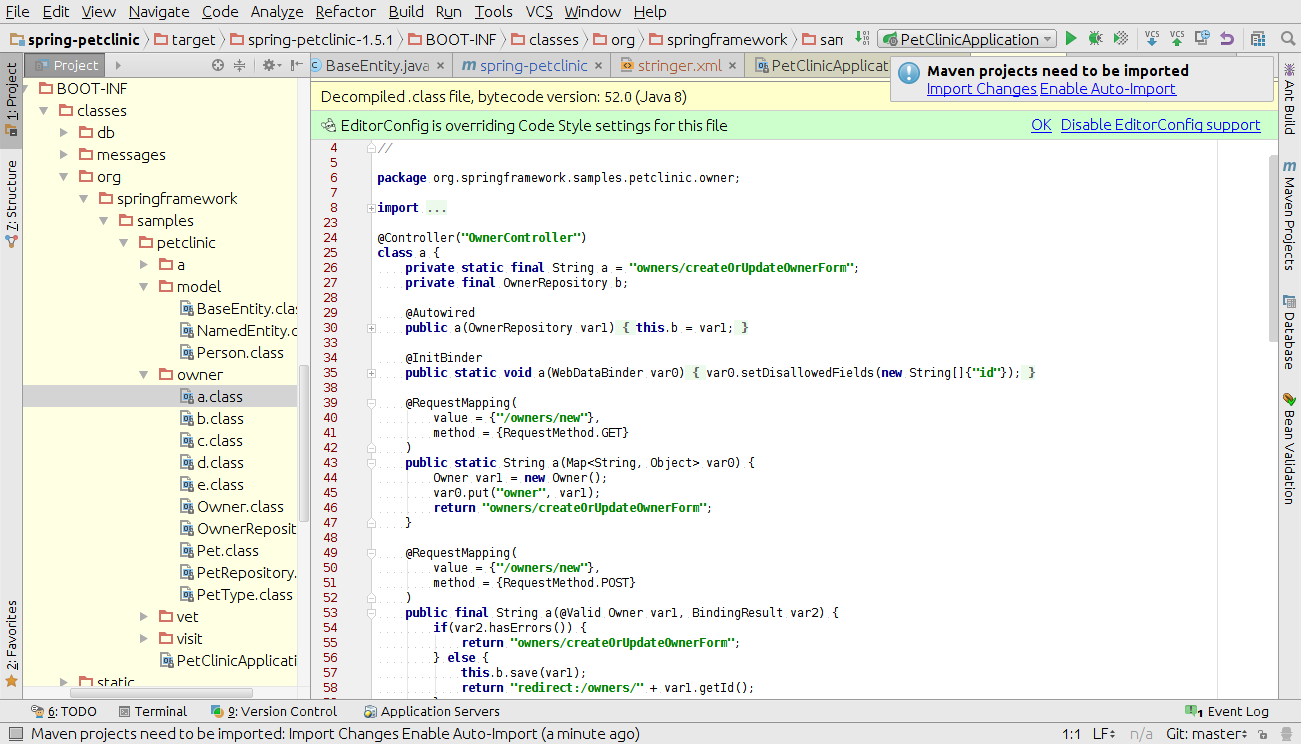 File Edit View Navigate Code Analyze Refactor Build Run Tools VCS Window Help
spring-petclinic target spring-petclinic-1.5.1 BOOT-INF classes org springframework san PetClinicApplication VCS VCS
Project BaseEntity.java m spring-petclinic stringer.xml PetClinicApplicat
Maven projects need to be imported
Import Changes Enable Auto-Import
1: Project
7: Structure
2: Favorites
BOOT-INF
classes
db
messages
org
springframework
samples
petclinic
a
model
BaseEntity.clas
NamedEntity.c
Person.class
owner
a.class
b.class
c.class
d.class
e.class
Owner.class
OwnerReposit
Pet.class
PetRepository.
PetType.class
vet
visit
PetClinicApplicati
static
Decompiled .class file, bytecode version: 52.0 (Java 8)
EditorConfig is overriding Code Style settings for this file OK Disable EditorConfig support
4 //
5
6 package org.springframework.samples.petclinic.owner;
7
8 import ...
23
24 @Controller("OwnerController")
25 class a {
26 private static final String a = "owners/createOrUpdateOwnerForm";
27 private final OwnerRepository b;
28
29 @Autowired
30 public a(OwnerRepository var1) { this.b = var1; }
33
34 @InitBinder
35 public static void a(WebDataBinder var0) { var0.setDisallowedFields(new String[]{"id"}); }
38
39 @RequestMapping(
40 value = {"/owners/new"},
41 method = {RequestMethod.GET}
42 )
43 public static String a(Map<String, Object> var0) {
44 Owner var1 = new Owner();
45 var0.put("owner", var1);
46 return "owners/createOrUpdateOwnerForm";
47 }
48
49 @RequestMapping(
50 value = {"/owners/new"},
51 method = {RequestMethod.POST}
52 )
53 public final String a(@Valid Owner var1, BindingResult var2) {
54 if(var2.hasErrors()) {
55 return "owners/createOrUpdateOwnerForm";
56 } else {
57 this.b.save(var1);
58 return "redirect:/owners/" + var1.getId();
Ant Build
m Maven Projects
Database
Bean Validation
6: TODO Terminal 9: Version Control Application Servers 1 Event Log
Maven projects need to be imported: Import Changes Enable Auto-Import (a minute ago) 1:1 LF n/a Git: master